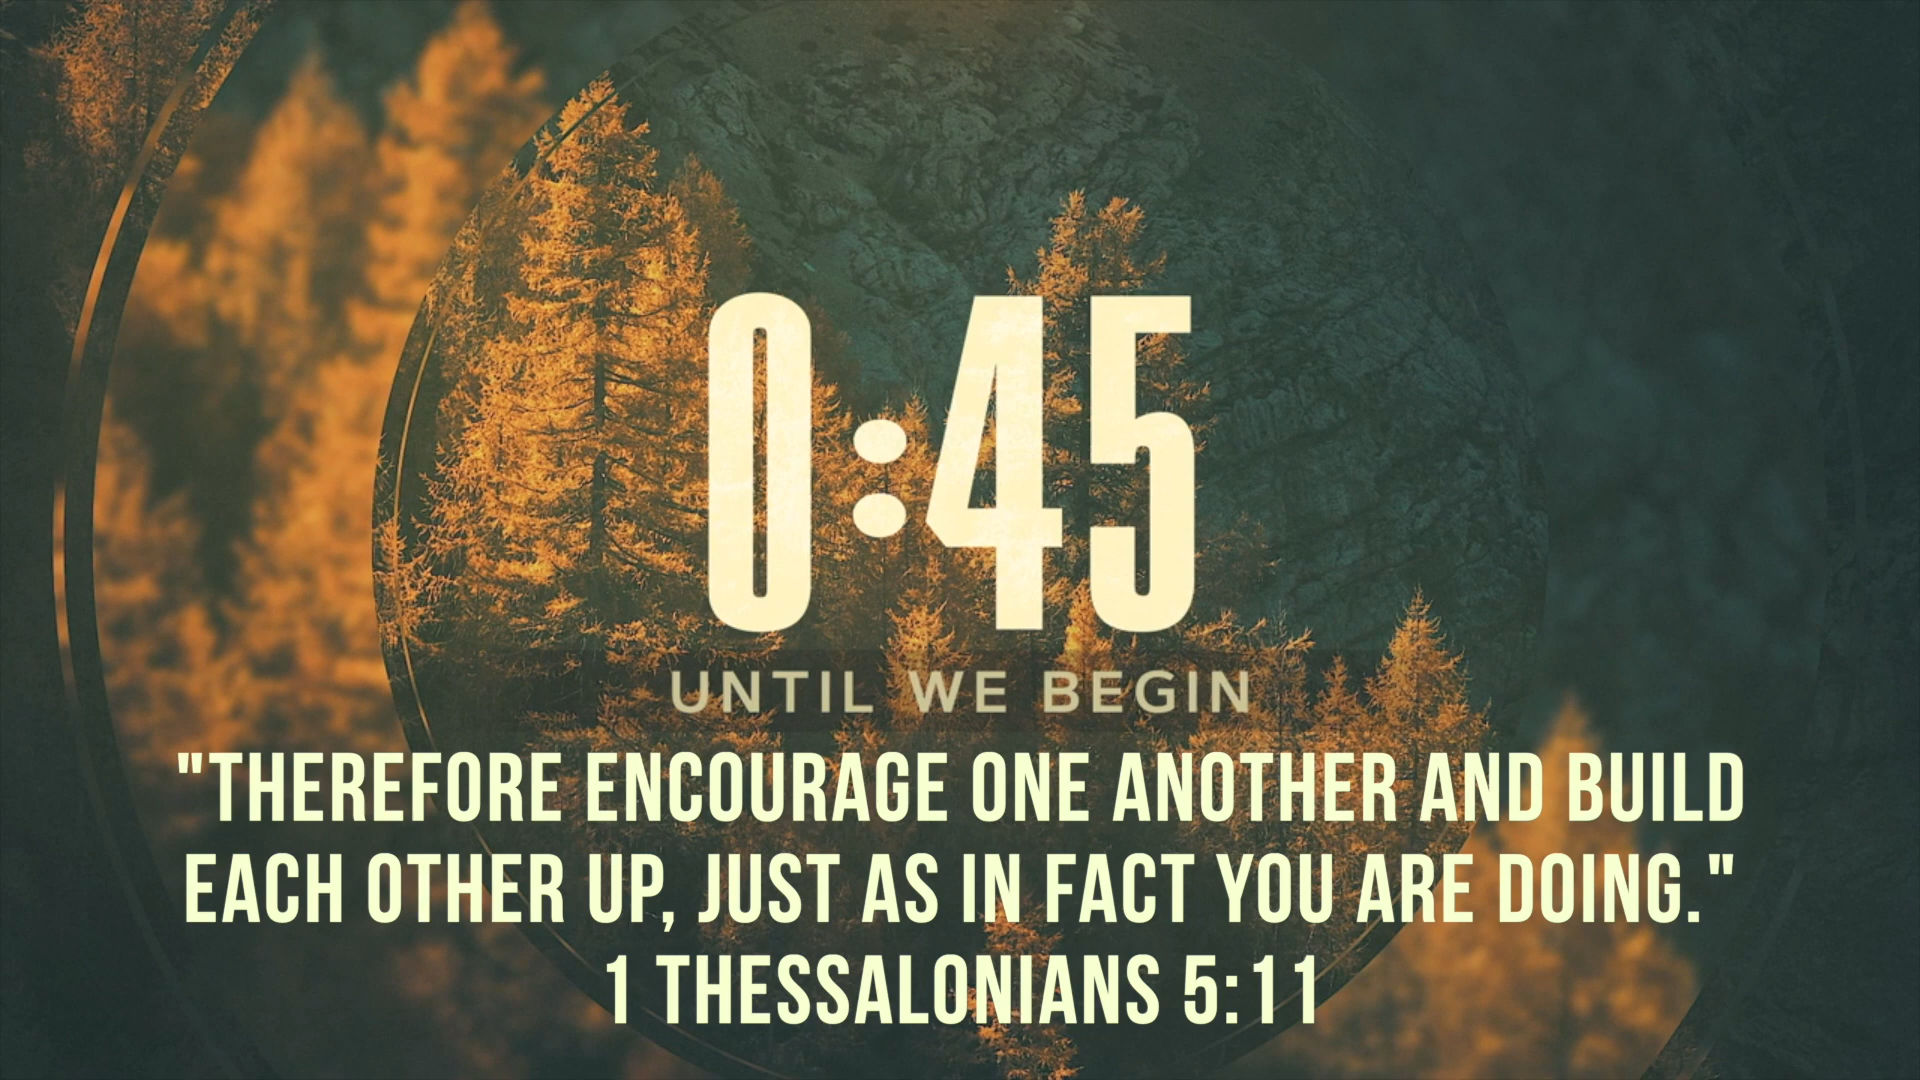 0:45
UNTIL WE BEGIN
"THEREFORE ENCOURAGE ONE ANOTHER AND BUILD
EACH OTHER UP, JUST AS IN FACT YOU ARE DOING."
1 THESSALONIANS 5:11